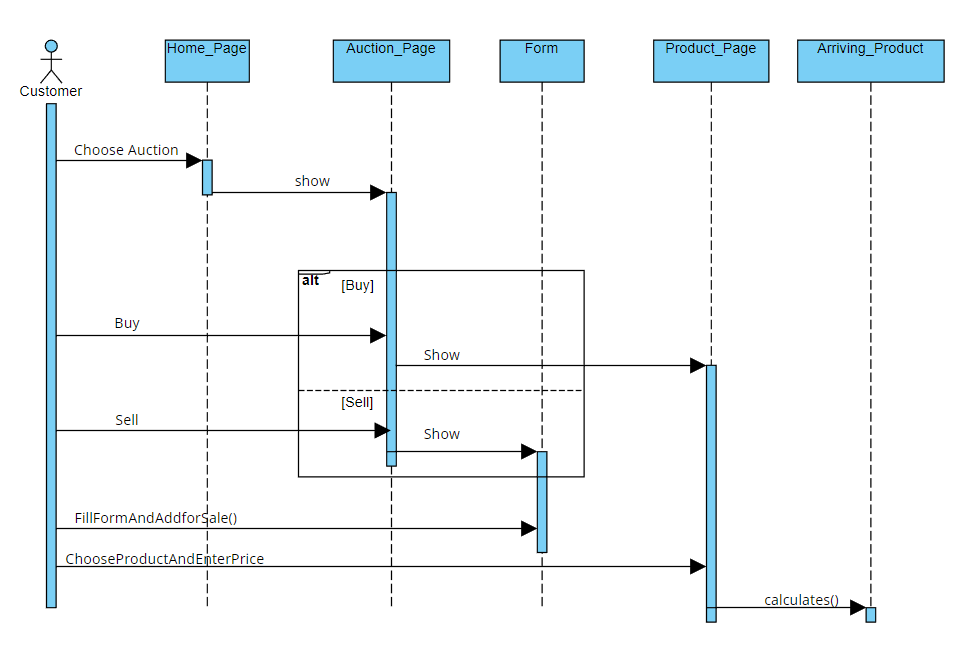 Home_Page
Auction_Page
Form
Product_Page
Arriving_Product
Customer
Choose Auction
show
alt
[Buy]
Buy
Show
[Sell]
Sell
Show
FillFormAndAddforSale()
ChooseProductAndEnterPrice
calculates()